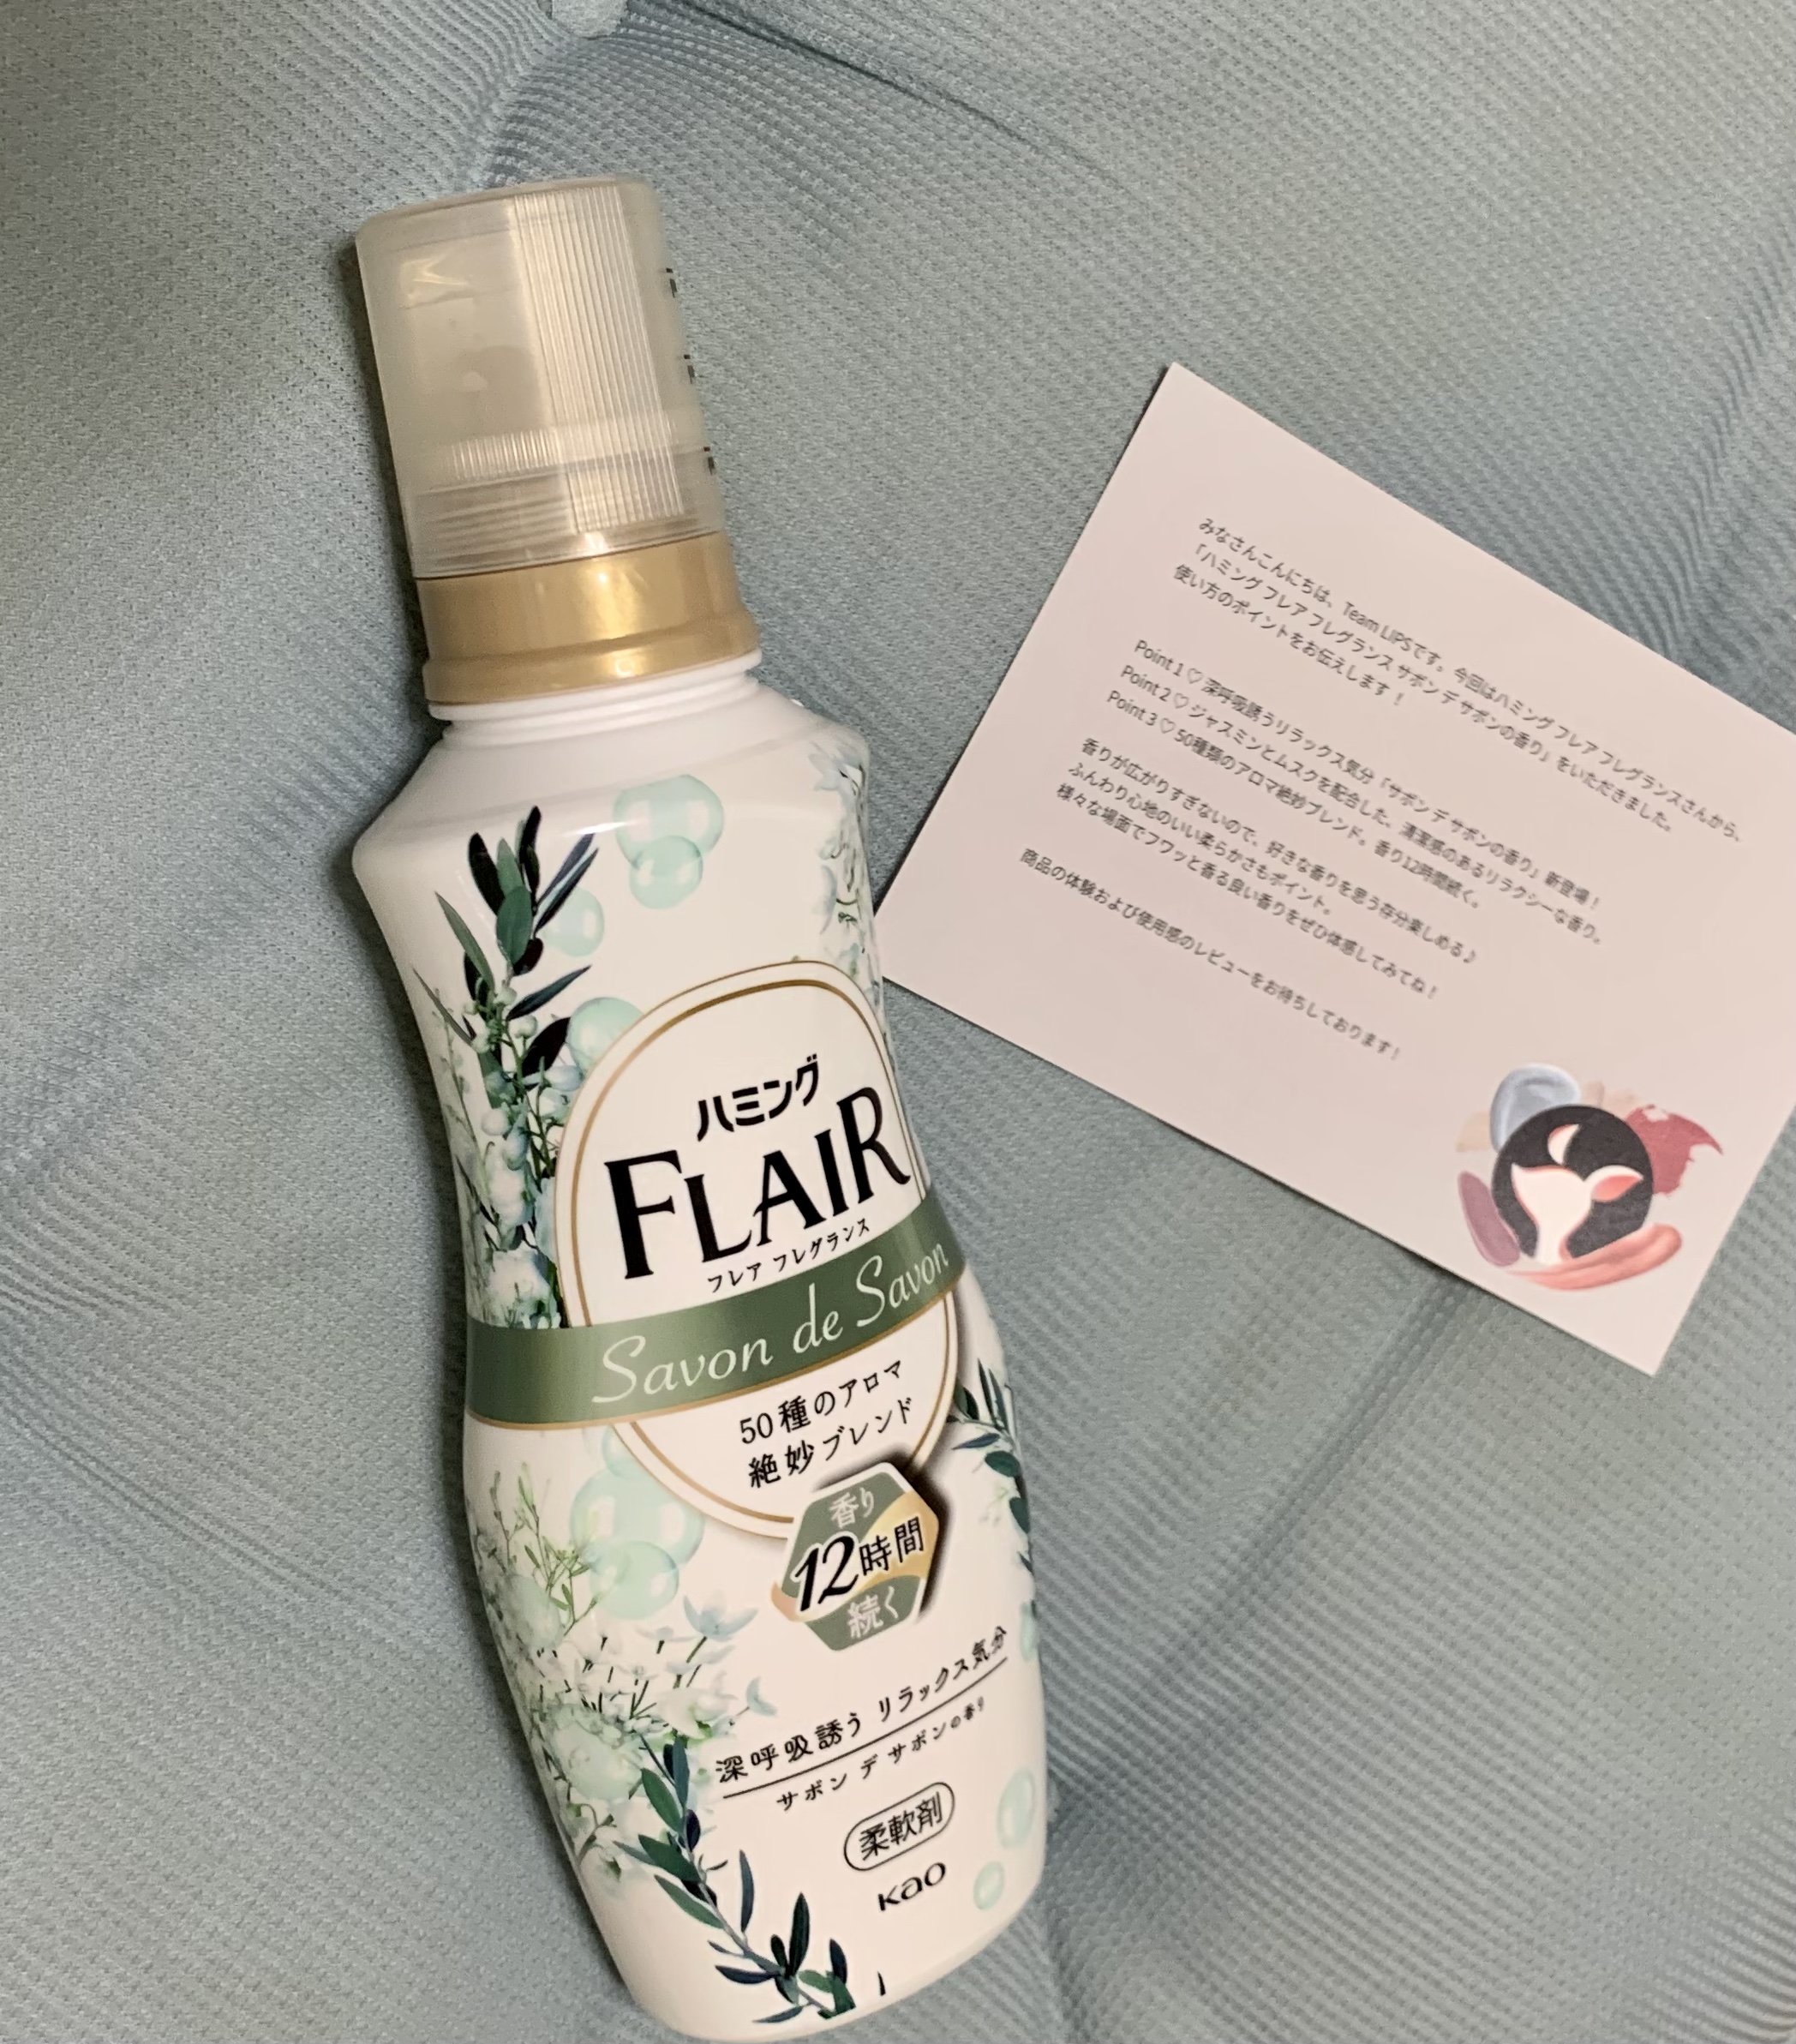 ハミング
FLAIR
フレア フレグランス
Savon de Savon
50種のアロマ
絶妙ブレンド
香り
12時間
続く
深呼吸誘う リラックス気分
サボン デ サボンの香り
柔軟剤
Kao
みなさんこんにちは、Team LIPSです。今回はハミング フレア フレグランスさんから、
「ハミング フレア フレグランス サボン デ サボンの香り」をいただきました。
使い方のポイントをお伝えします！
Point 1 ♡ 深呼吸誘うリラックス気分「サボン デ サボンの香り」新登場！
Point 2 ♡ ジャスミンとムスクを配合した、清潔感のあるリラクシーな香り。
Point 3 ♡ 50種類のアロマ絶妙ブレンド。香り12時間続く。
香りが広がりすぎないので、好きな香りを思う存分楽しめる♪
ふんわり心地のいい柔らかさもポイント。
様々な場面でフワッと香る良い香りをぜひ体感してみてね！
商品の体験および使用感のレビューをお待ちしております！